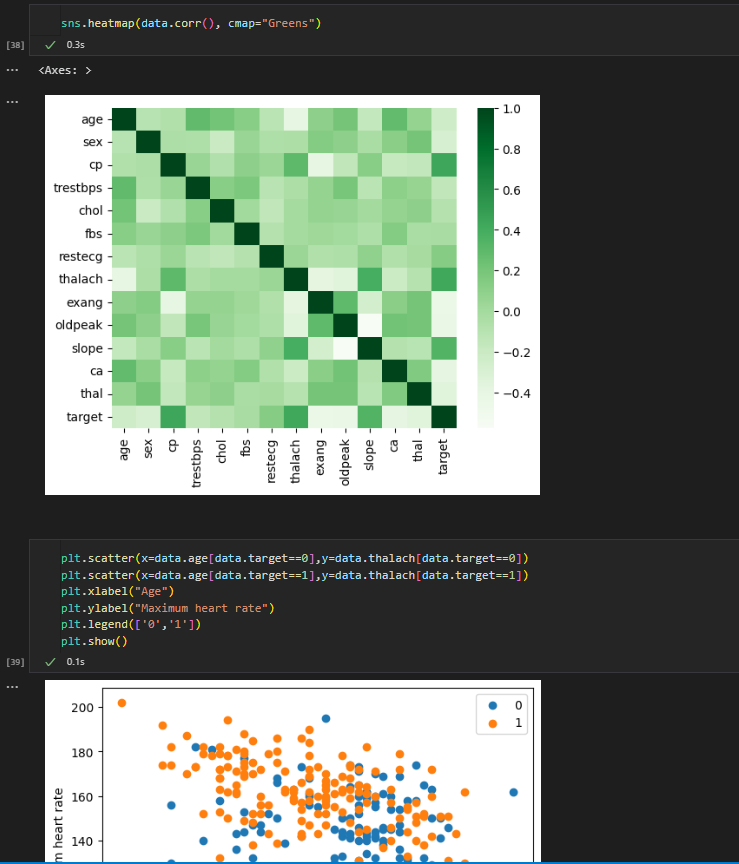 sns.heatmap(data.corr(), cmap="Greens")
[38]
0.3s
... <Axes: >
...
age
sex
cp
trestbps
chol
fbs
restecg
thalach
exang
oldpeak
slope
ca
thal
target
1.0
0.8
0.6
0.4
0.2
0.0
−0.2
−0.4
age
sex
cp
trestbps
chol
fbs
restecg
thalach
exang
oldpeak
slope
ca
thal
target
plt.scatter(x=data.age[data.target==0],y=data.thalach[data.target==0])
plt.scatter(x=data.age[data.target==1],y=data.thalach[data.target==1])
plt.xlabel("Age")
plt.ylabel("Maximum heart rate")
plt.legend(['0','1'])
plt.show()
[39]
0.1s
...
0
1
200
180
160
140
m heart rate